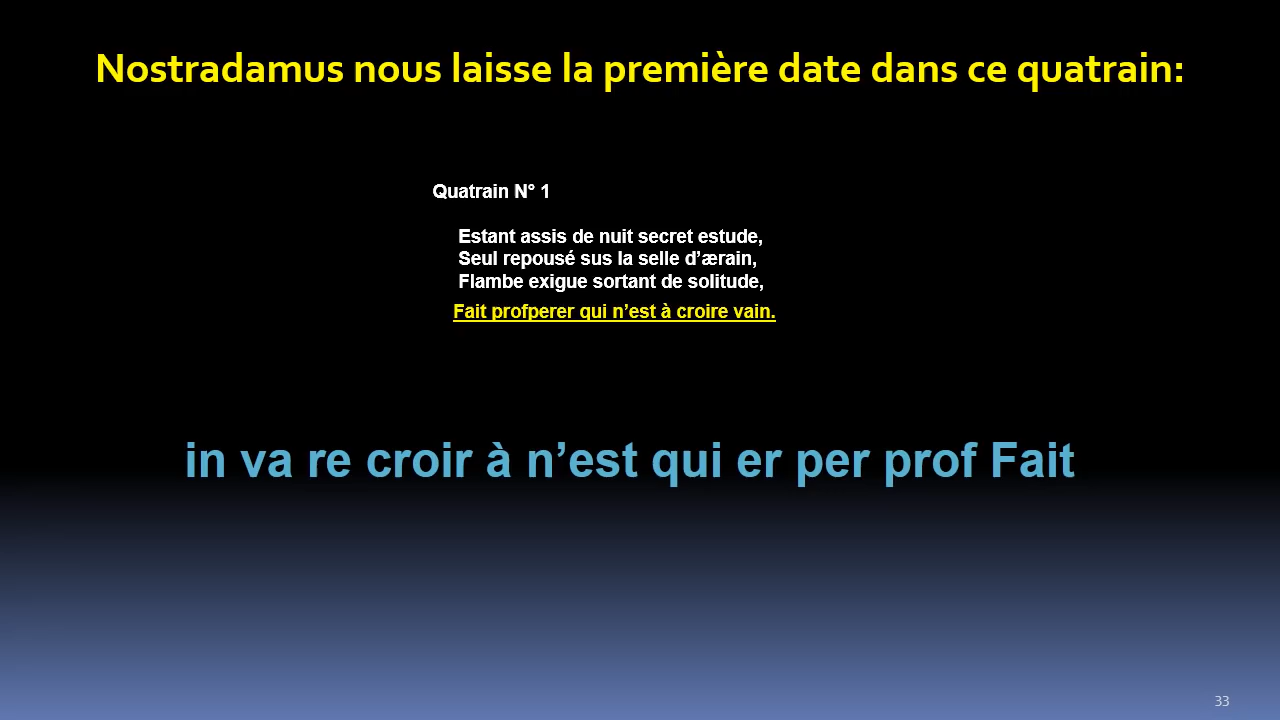 Nostradamus nous laisse la première date dans ce quatrain:
Quatrain N° 1
Estant assis de nuit secret estude,
Seul reposé sus la selle d’ærain,
Flambe exigue sortant de solitude,
Fait profperer qui n’est à croire vain.
in va re croir à n’est qui er per prof Fait
33